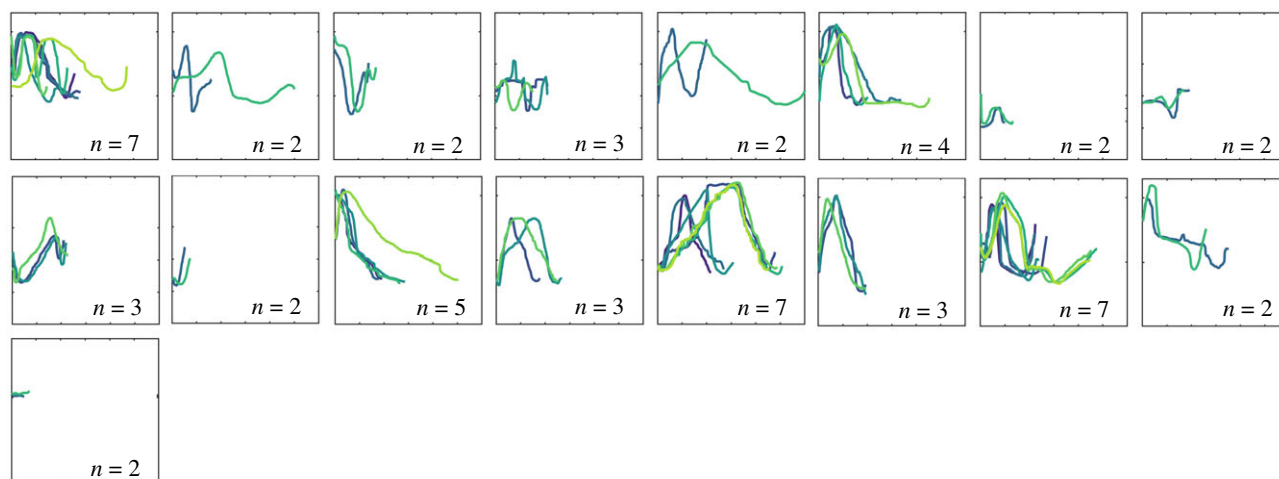 n = 7
n = 2
n = 2
n = 3
n = 2
n = 4
n = 2
n = 2
n = 3
n = 2
n = 5
n = 3
n = 7
n = 3
n = 7
n = 2
n = 2